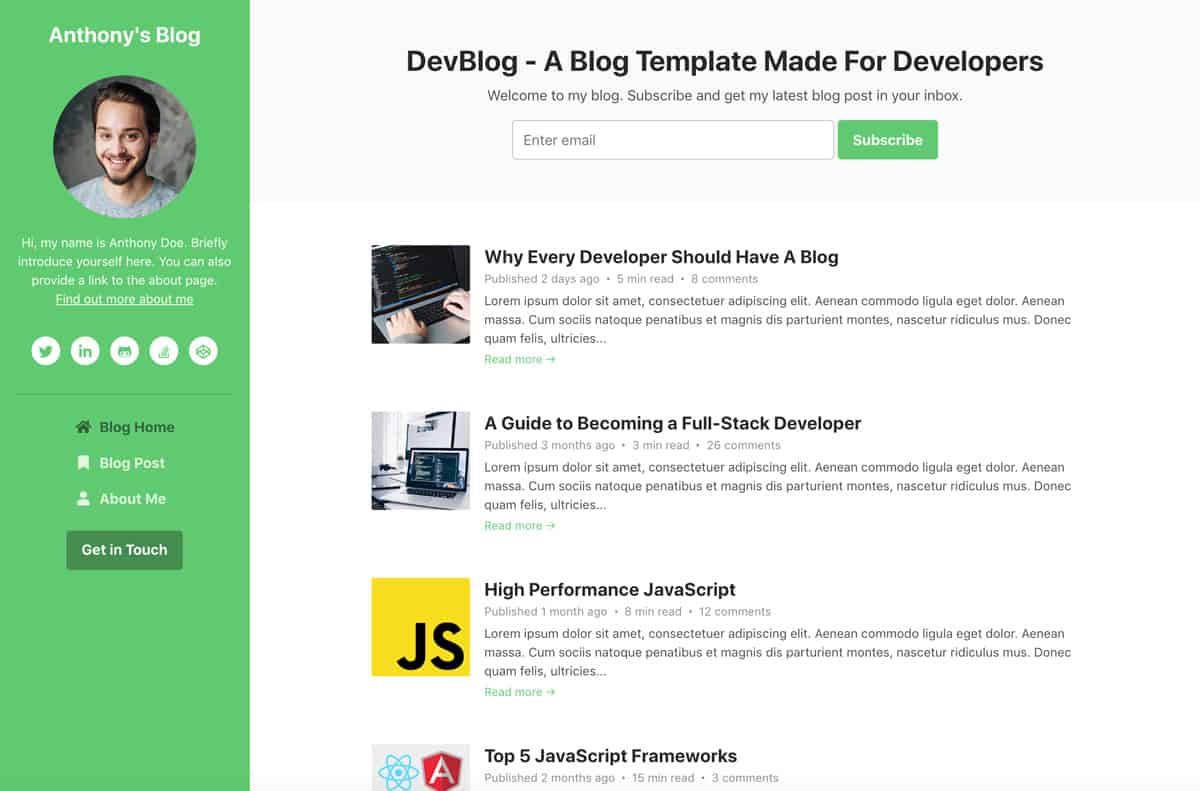 Anthony's Blog
Hi, my name is Anthony Doe. Briefly
introduce yourself here. You can also
provide a link to the about page.
Find out more about me
Blog Home
Blog Post
About Me
Get in Touch
DevBlog - A Blog Template Made For Developers
Welcome to my blog. Subscribe and get my latest blog post in your inbox.
Enter email
Subscribe
Why Every Developer Should Have A Blog
Published 2 days ago • 5 min read • 8 comments
Lorem ipsum dolor sit amet, consectetuer adipiscing elit. Aenean commodo ligula eget dolor. Aenean
massa. Cum sociis natoque penatibus et magnis dis parturient montes, nascetur ridiculus mus. Donec
quam felis, ultricies...
Read more →
A Guide to Becoming a Full-Stack Developer
Published 3 months ago • 3 min read • 26 comments
Lorem ipsum dolor sit amet, consectetuer adipiscing elit. Aenean commodo ligula eget dolor. Aenean
massa. Cum sociis natoque penatibus et magnis dis parturient montes, nascetur ridiculus mus. Donec
quam felis, ultricies...
Read more →
JS
High Performance JavaScript
Published 1 month ago • 8 min read • 12 comments
Lorem ipsum dolor sit amet, consectetuer adipiscing elit. Aenean commodo ligula eget dolor. Aenean
massa. Cum sociis natoque penatibus et magnis dis parturient montes, nascetur ridiculus mus. Donec
quam felis, ultricies...
Read more →
Top 5 JavaScript Frameworks
Published 2 months ago • 15 min read • 3 comments